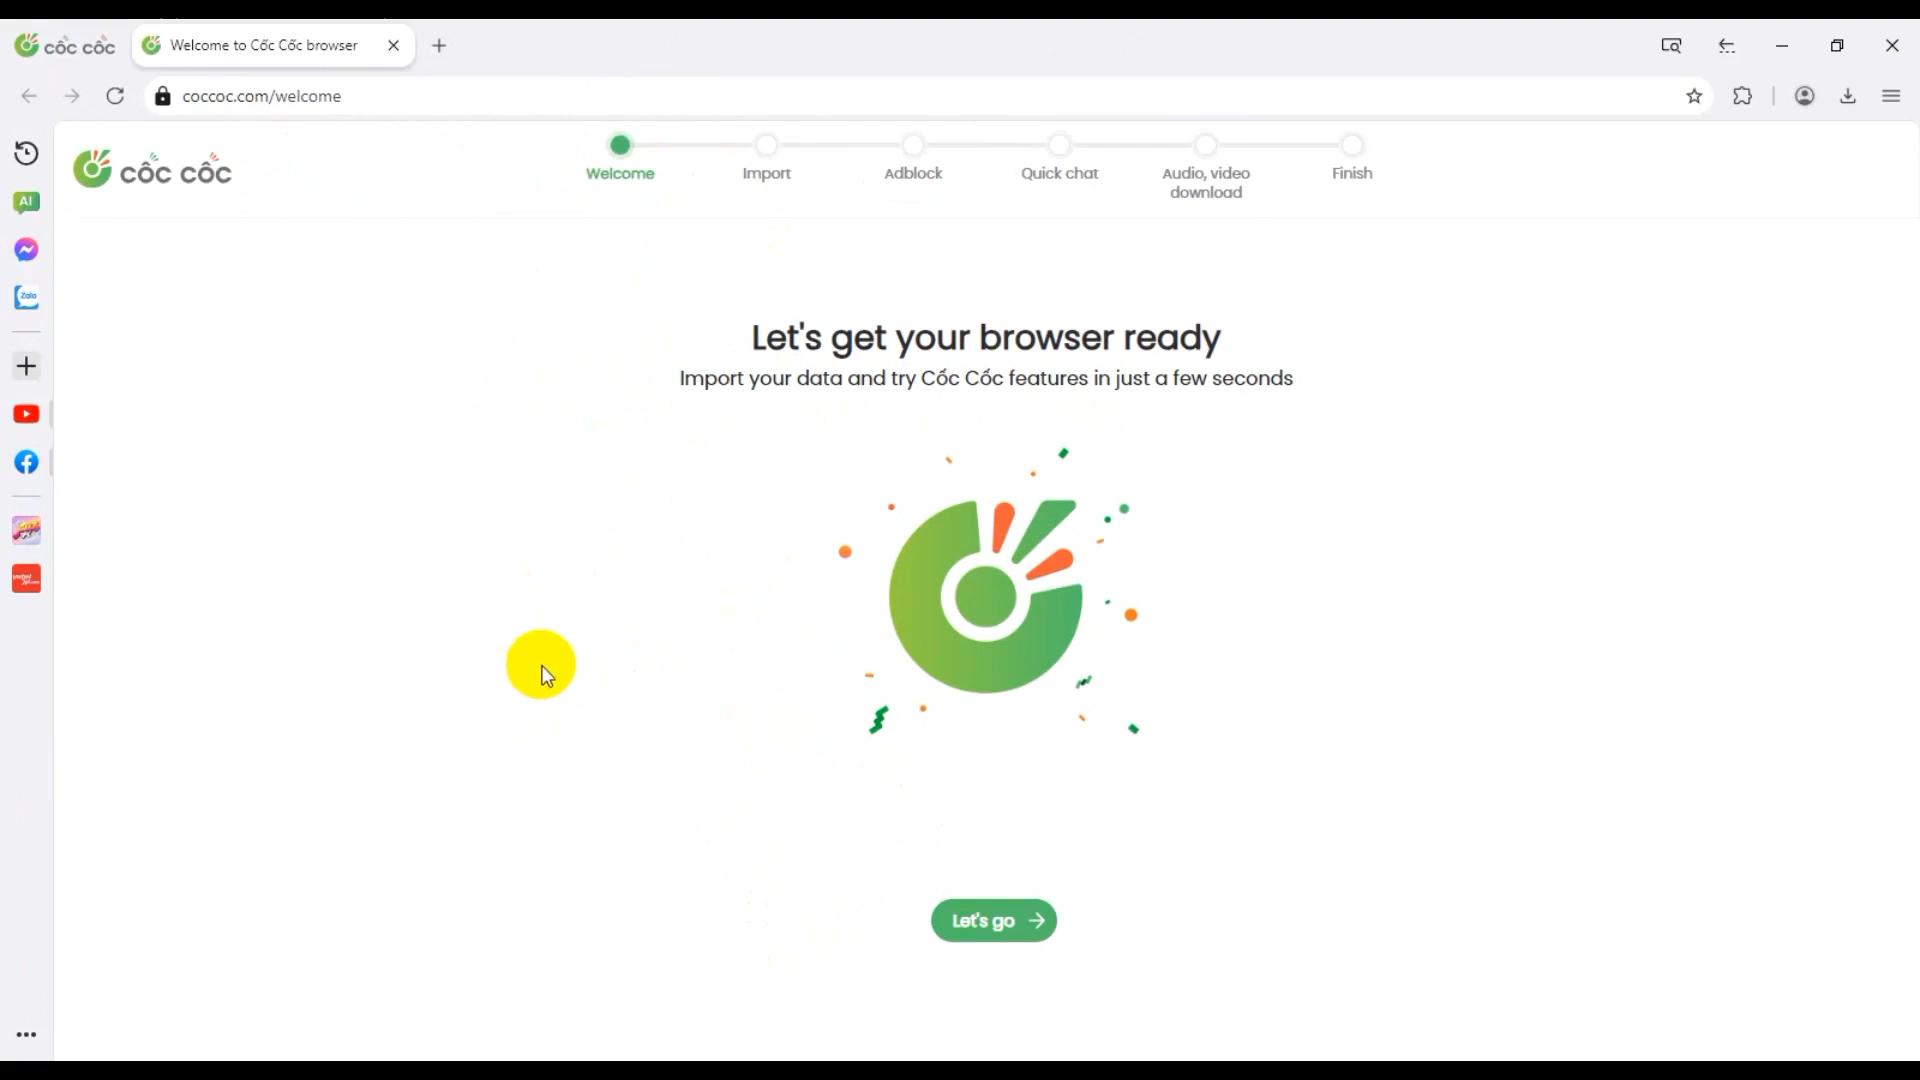 cốc cốc
Welcome to Cốc Cốc browser
coccoc.com/welcome
cốc cốc
Welcome
Import
Adblock
Quick chat
Audio, video
download
Finish
AI
Zalo
Let's get your browser ready
Import your data and try Cốc Cốc features in just a few seconds
Let's go